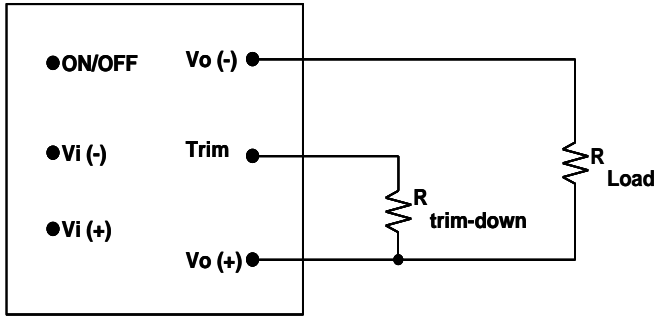 ON/OFF
Vo (-)
Vi (-)
Trim
R
Load
R
trim-down
Vi (+)
Vo (+)